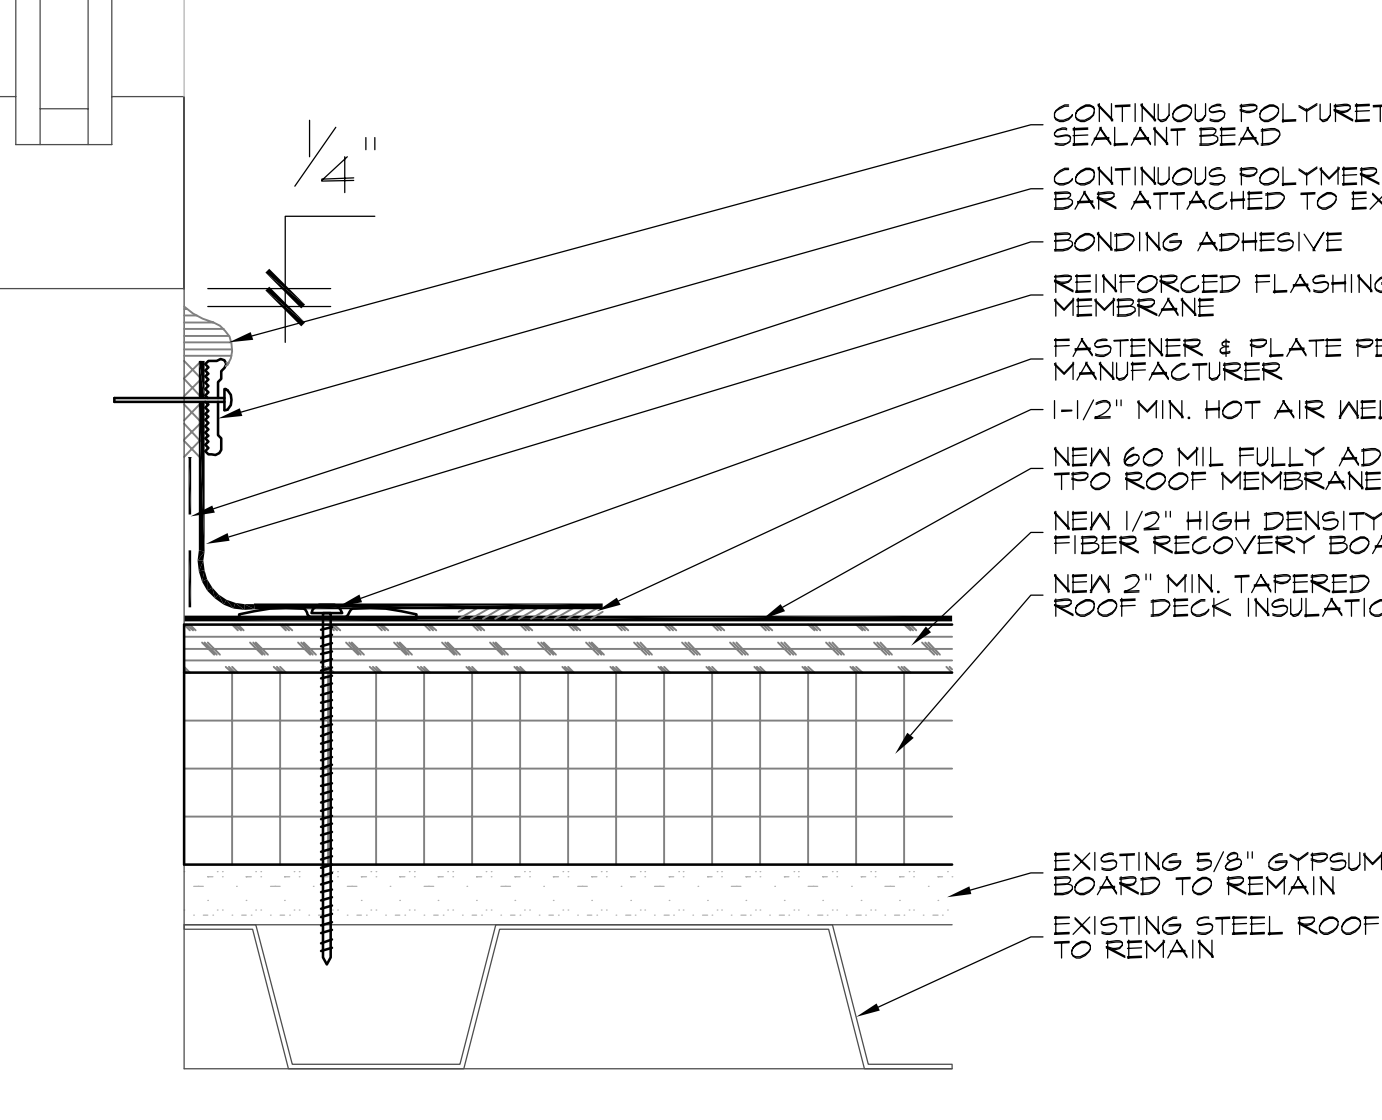 1/4"
CONTINUOUS POLYURET
SEALANT BEAD
CONTINUOUS POLYMER
BAR ATTACHED TO EX
BONDING ADHESIVE
REINFORCED FLASHING
MEMBRANE
FASTENER & PLATE PE
MANUFACTURER
1-1/2" MIN. HOT AIR WEL
NEW 60 MIL FULLY AD
TPO ROOF MEMBRANE
NEW 1/2" HIGH DENSITY
FIBER RECOVERY BOA
NEW 2" MIN. TAPERED
ROOF DECK INSULATIO
EXISTING 5/8" GYPSUM
BOARD TO REMAIN
EXISTING STEEL ROOF
TO REMAIN